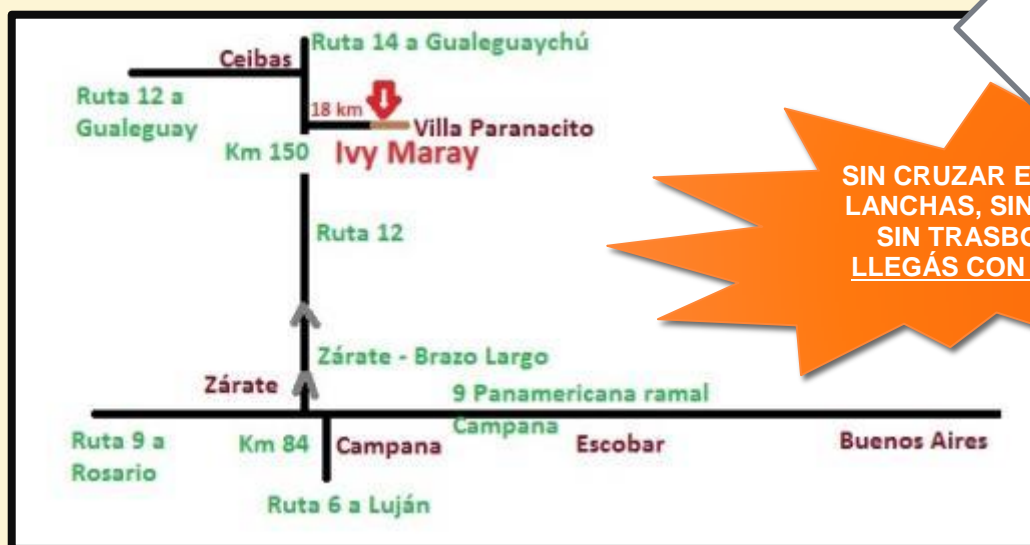 Ruta 14 a Gualeguaychú
Ceibas
Ruta 12 a
Gualeguay
18 km
Villa Paranacito
Km 150
Ivy Maray
Ruta 12
SIN CRUZAR
LANCHAS, SIN
SIN
LLEGÁS CON
Zárate - Brazo Largo
Zárate
9 Panamericana ramal
Campana
Ruta 9 a
Rosario
Km 84
Campana
Escobar
Buenos Aires
Ruta 6 a Luján